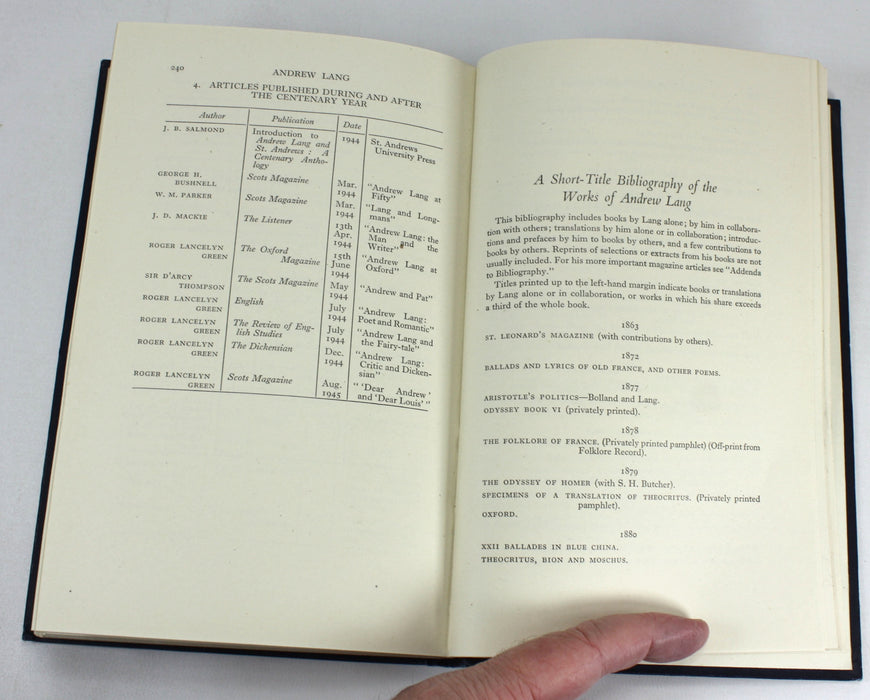 240
ANDREW LANG
4. ARTICLES PUBLISHED DURING AND AFTER
THE CENTENARY YEAR
Author Publication Date
J. B. SALMOND Introduction to 1944 St. Andrews
Andrew Lang and University Press
St. Andrews : A
Centenary Antho-
logy
GEORGE H. Scots Magazine Mar. "Andrew Lang at
BUSHNELL 1944 Fifty"
W. M. PARKER Scots Magazine Mar. "Lang and Long-
1944 mans"
J. D. MACKIE The Listener 13th "Andrew Lang: the
Apr. Man and the
1944 Writer"
ROGER LANCELYN The Oxford 15th "Andrew Lang at
GREEN Magazine June Oxford"
1944
SIR D'ARCY The Scots Magazine May "Andrew and Pat"
THOMPSON 1944
ROGER LANCELYN English July "Andrew Lang:
GREEN 1944 Poet and Romantic"
ROGER LANCELYN The Review of Eng- July "Andrew Lang and
GREEN lish Studies 1944 the Fairy-tale"
ROGER LANCELYN The Dickensian Dec. "Andrew Lang:
GREEN 1944 Critic and Dicken-
sian"
ROGER LANCELYN Scots Magazine Aug. " 'Dear Andrew'
GREEN 1945 and 'Dear Louis' "
A Short-Title Bibliography of the
Works of Andrew Lang
This bibliography includes books by Lang alone; by him in collabora-
tion with others; translations by him alone or in collaboration; introduc-
tions and prefaces by him to books by others, and a few contributions to
books by others. Reprints of selections or extracts from his books are not
usually included. For his more important magazine articles see "Addenda
to Bibliography."
Titles printed up to the left-hand margin indicate books or translations
by Lang alone or in collaboration, or works in which his share exceeds
a third of the whole book.
1863
ST. LEONARD'S MAGAZINE (with contributions by others).
1872
BALLADS AND LYRICS OF OLD FRANCE, AND OTHER POEMS.
1877
ARISTOTLE'S POLITICS—Bolland and Lang.
ODYSSEY BOOK VI (privately printed).
1878
THE FOLKLORE OF FRANCE. (Privately printed pamphlet) (Off-print from
Folklore Record).
1879
THE ODYSSEY OF HOMER (with S. H. Butcher).
SPECIMENS OF A TRANSLATION OF THEOCRITUS. (Privately printed
pamphlet).
OXFORD.
1880
XXII BALLADES IN BLUE CHINA.
THEOCRITUS, BION AND MOSCHUS.